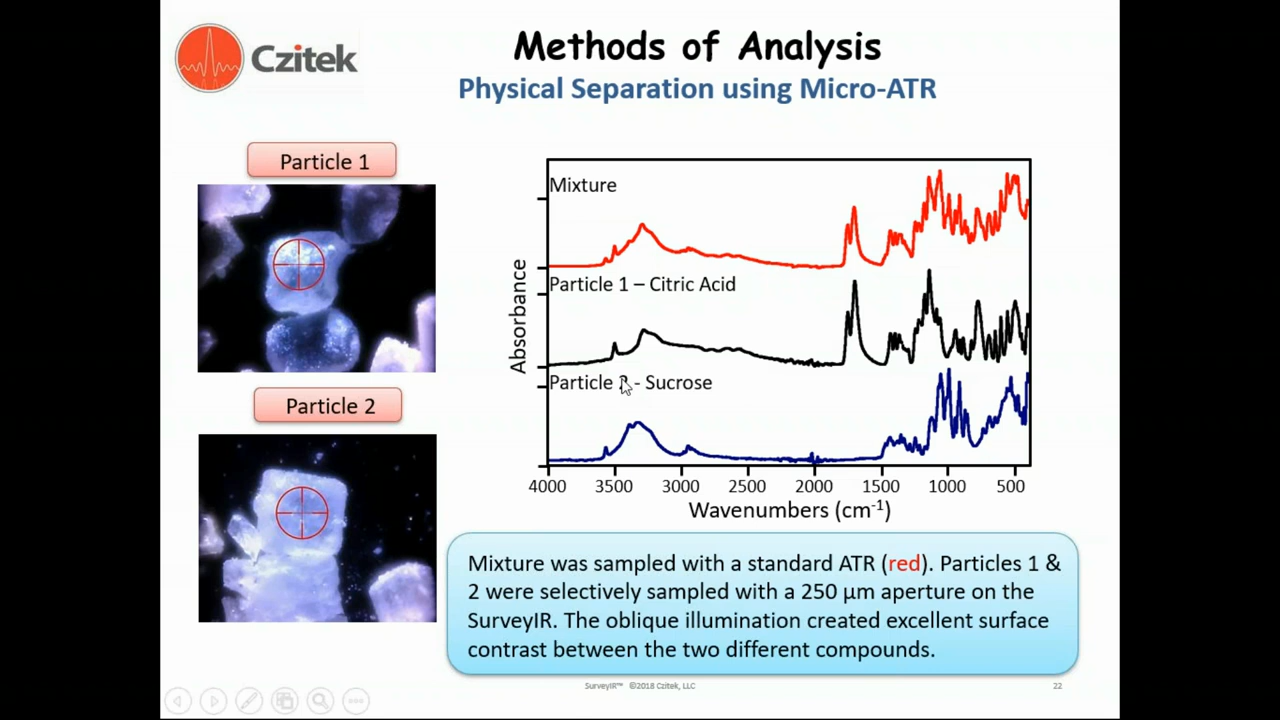 Czitek
Methods of Analysis
Physical Separation using Micro-ATR
Particle 1
Particle 2
Mixture
Particle 1 – Citric Acid
Particle - Sucrose
Absorbance
4000 3500 3000 2500 2000 1500 1000 500
Wavenumbers (cm⁻¹)
Mixture was sampled with a standard ATR (red). Particles 1 &
2 were selectively sampled with a 250 µm aperture on the
SurveyIR. The oblique illumination created excellent surface
contrast between the two different compounds.
SurveyIR™ ©2018 Czitek, LLC
22